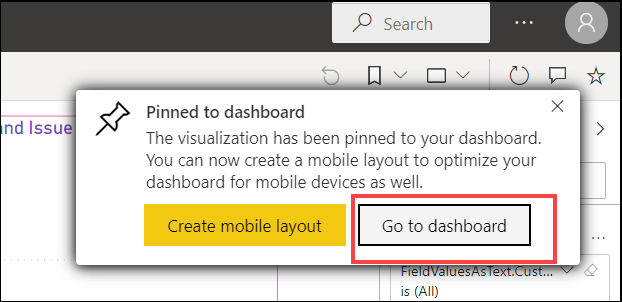 Search
Pinned to dashboard
The visualization has been pinned to your dashboard.
You can now create a mobile layout to optimize your
dashboard for mobile devices as well.
Create mobile layout
Go to dashboard
and Issue
FieldValuesAsText.Cust...
is (All)